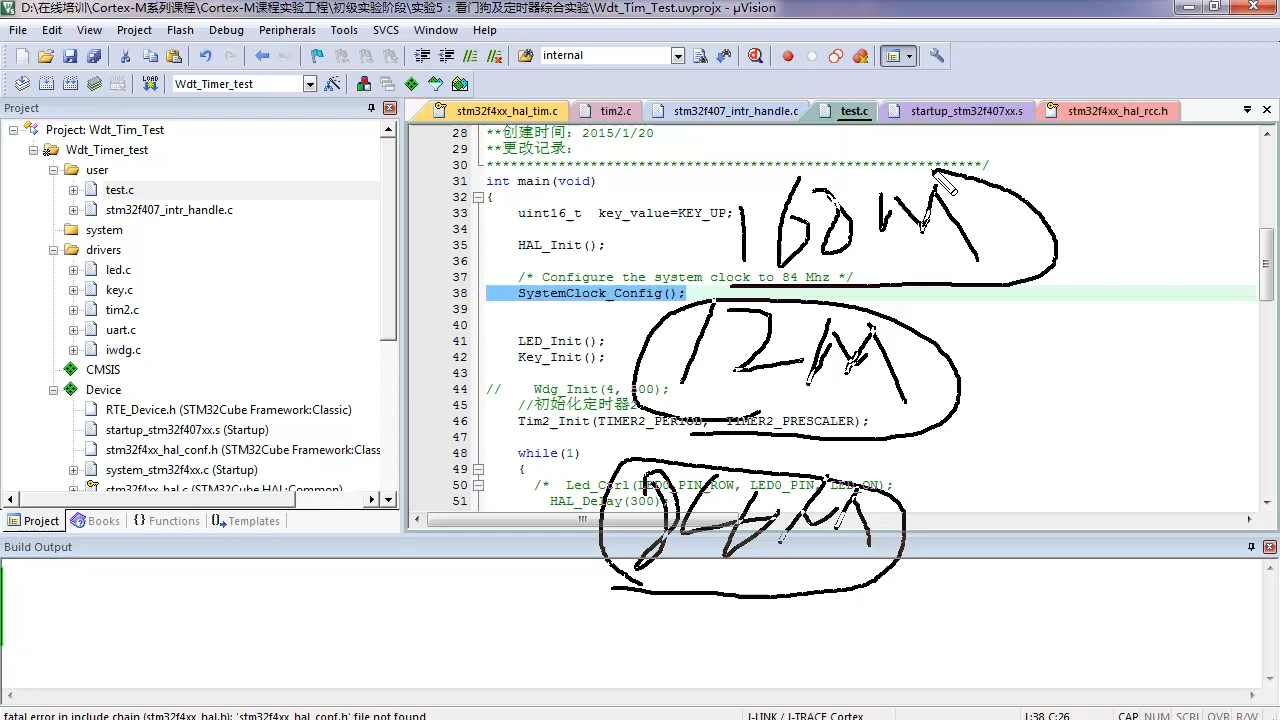 D:\在线培训\Cortex-M系列课程\Cortex-M课程实验工程\初级实验阶段\实验5：看门狗及定时器综合实验\Wdt_Tim_Test.uvprojx - µVision
File Edit View Project Flash Debug Peripherals Tools SVCS Window Help
internal
LOAD Wdt_Timer_test
Project
stm32f4xx_hal_tim.c tim2.c stm32f407_intr_handle.c test.c startup_stm32f407xx.s stm32f4xx_hal_rcc.h
Project: Wdt_Tim_Test
Wdt_Timer_test
user
test.c
stm32f407_intr_handle.c
system
drivers
led.c
key.c
tim2.c
uart.c
iwdg.c
CMSIS
Device
RTE_Device.h (STM32Cube Framework:Classic)
startup_stm32f407xx.s (Startup)
stm32f4xx_hal_conf.h (STM32Cube Framework:Classic
system_stm32f4xx.c (Startup)
stm32f4xx_hal.c (STM32Cube HAL:Common)
Project Books {} Functions Templates
28 **创建时间: 2015/1/20
29 **更改记录:
30 **************************************************************/
31 int main(void)
32 {
33 uint16_t key_value=KEY_UP;
34
35 HAL_Init();
36
37 /* Configure the system clock to 84 Mhz */
38 SystemClock_Config();
39
40
41 LED_Init();
42 Key_Init();
43
44 // Wdg_Init(4, 500);
45 //初始化定时器2
46 Tim2_Init(TIMER2_PERIOD, TIMER2_PRESCALER);
47
48 while(1)
49 {
50 /* Led_Corl(LED0_PIN_ROW, LED0_PIN, LED_ON);
51 HAL_Delay(300);
160M
12M
84M
Build Output
fatal error in include chain (stm32f4xx_hal.h): 'stm32f4xx_hal_conf.h' file not found
J-LINK / J-TRACE Cortex L:38 C:26 CAP NUM SCRL OVR R/W